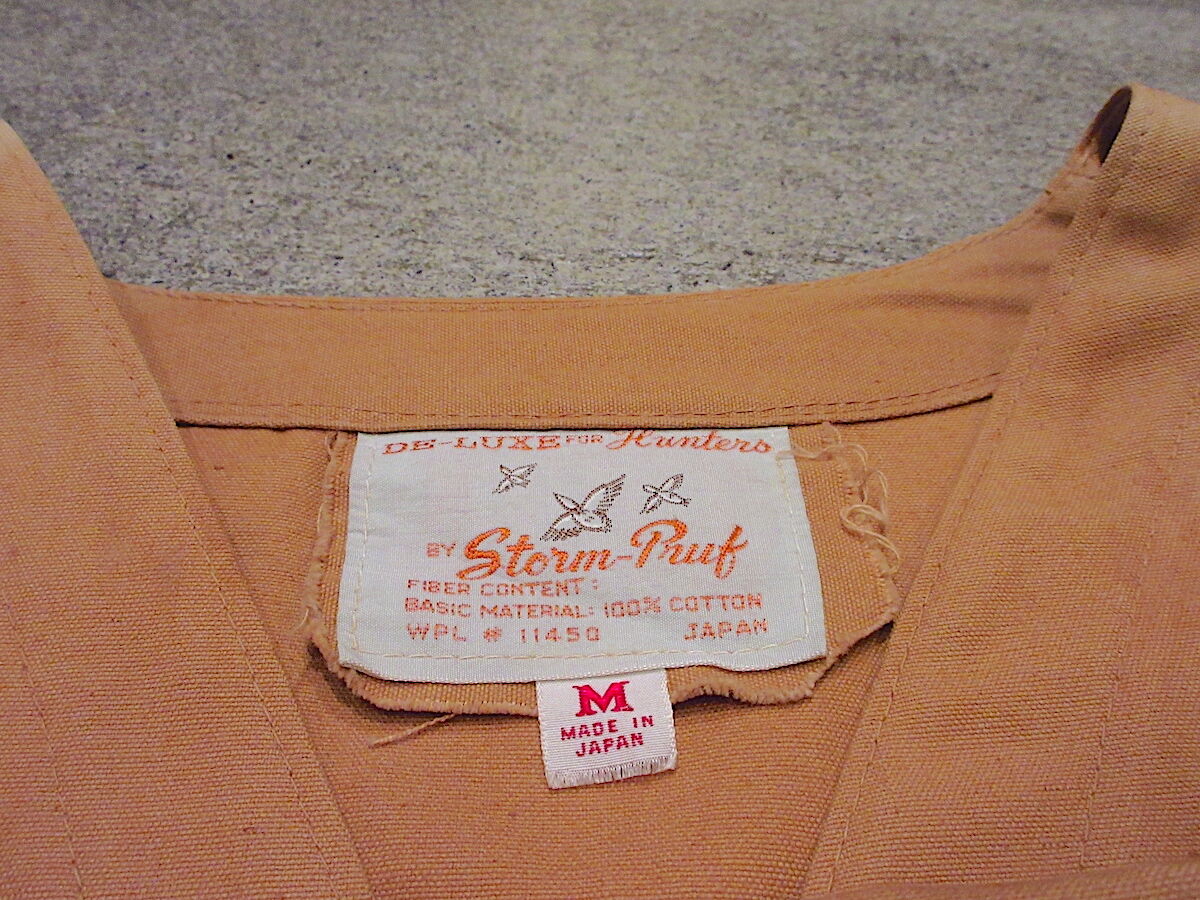 DE-LUXE FOR Hunters
BY Storm-Pruf
FIBER CONTENT:
BASIC MATERIAL: 100% COTTON
WPL # 11450 JAPAN
M
MADE IN
JAPAN